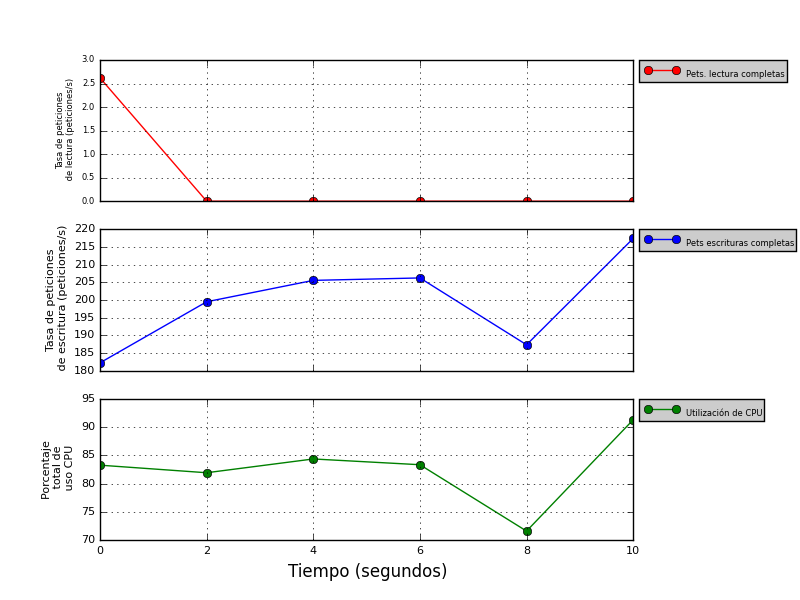 Tasa de peticiones
de lectura (peticiones/s)
3.0
2.5
2.0
1.5
1.0
0.5
0.0
Pets. lectura completas
Tasa de peticiones
de escritura (peticiones/s)
220
215
210
205
200
195
190
185
180
Pets escrituras completas
Porcentaje
total de
uso CPU
95
90
85
80
75
70
Utilización de CPU
0 2 4 6 8 10
Tiempo (segundos)